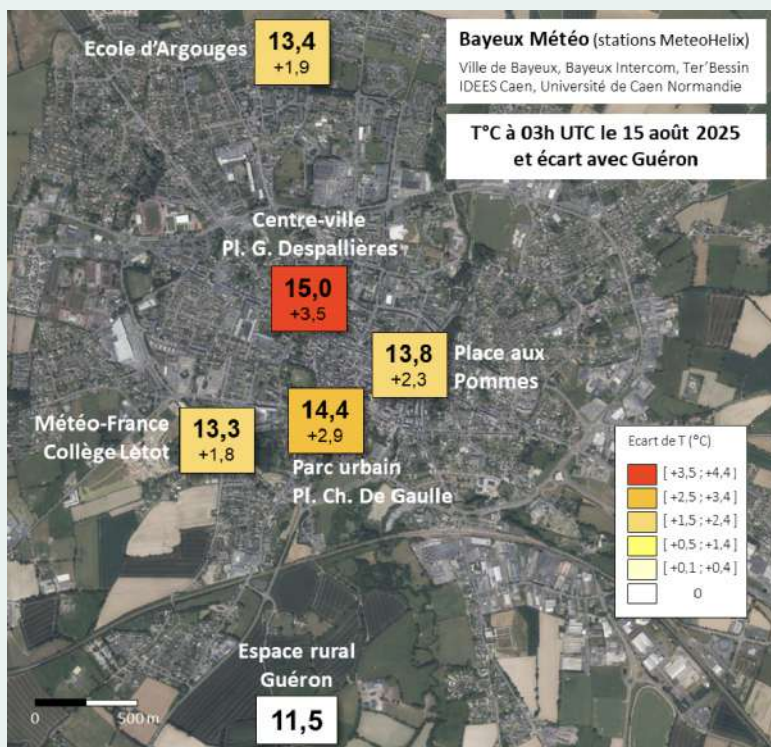 Ecole d'Argouges
13,4
+1,9
Bayeux Météo (stations MeteoHelix)
Ville de Bayeux, Bayeux Intercom, Ter'Bessin
IDEES Caen, Université de Caen Normandie
T°C à 03h UTC le 15 août 2025
et écart avec Guéron
Centre-ville
Pl. G. Despallières
15,0
+3,5
13,8
+2,3
Place aux
Pommes
Météo-France
Collège Létot
13,3
+1,8
14,4
+2,9
Parc urbain
Pl. Ch. De Gaulle
Ecart de T (°C)
[ +3,5 ; +4,4 ]
[ +2,5 ; +3,4 ]
[ +1,5 ; +2,4 ]
[ +0,5 ; +1,4 ]
[ +0,1 ; +0,4 ]
0
Espace rural
Guéron
11,5
0 500 m